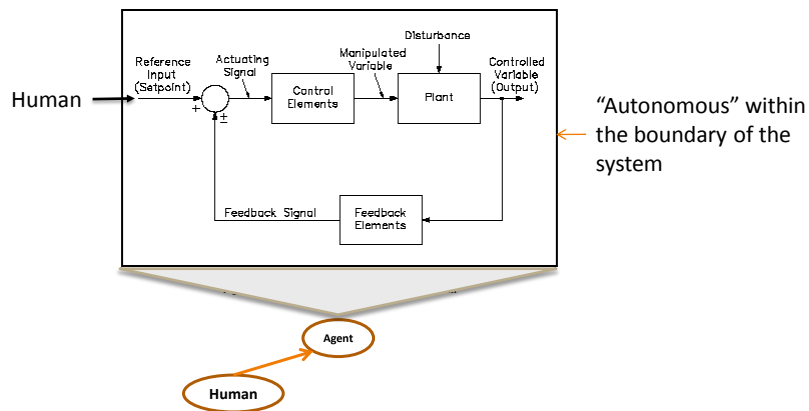 Disturbance
Reference
Input
(Setpoint)
Actuating
Signal
Manipulated
Variable
Controlled
Variable
(Output)
Human
+
±
Control
Elements
Plant
"Autonomous" within
the boundary of the
system
Feedback Signal
Feedback
Elements
Agent
Human